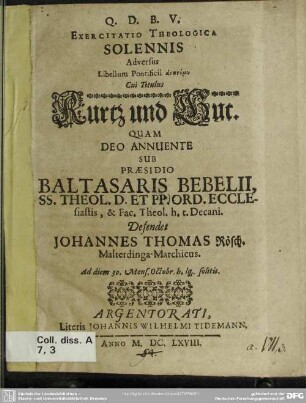 Q. D. B. V.
EXERCITATIO THEOLOGICA
SOLENNIS
Adversus
Libellum Pontificii
Cui Titulus
Kurtz und Gut.
QUAM
DEO ANNUENTE
SUB
PRÆSIDIO
BALTASARIS BEBELII,
SS. THEOL. D. ET PP. ORD. ECCLE-
siastis, & Fac. Theol. h. t. Decani.
Defendet
JOHANNES THOMAS Rösch.
Malterdinga-Marchicus.
Ad diem 30. Mens. Octobr. h. lq. solitis.
ARGENTORATI,
Literis JOHANNIS WILHELMI TIDEMANN,
ANNO M, DC, LXVIII.
Coll. diss. A
7, 3